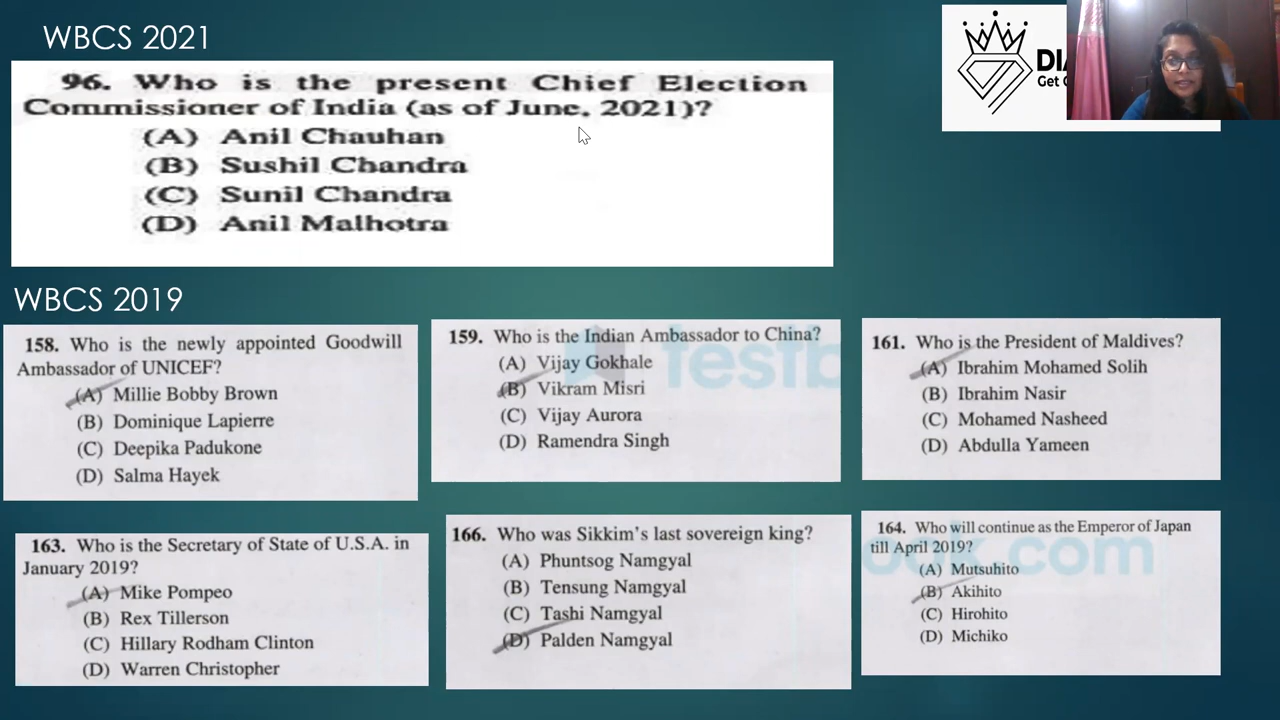 WBCS 2021
96. Who is the present Chief Election
Commissioner of India (as of June, 2021)?
(A) Anil Chauhan
(B) Sushil Chandra
(C) Sunil Chandra
(D) Anil Malhotra
DIA
Get
WBCS 2019
158. Who is the newly appointed Goodwill
Ambassador of UNICEF?
(A) Millie Bobby Brown
(B) Dominique Lapierre
(C) Deepika Padukone
(D) Salma Hayek
159. Who is the Indian Ambassador to China?
(A) Vijay Gokhale
(B) Vikram Misri
(C) Vijay Aurora
(D) Ramendra Singh
testb
161. Who is the President of Maldives?
(A) Ibrahim Mohamed Solih
(B) Ibrahim Nasir
(C) Mohamed Nasheed
(D) Abdulla Yameen
163. Who is the Secretary of State of U.S.A. in
January 2019?
(A) Mike Pompeo
(B) Rex Tillerson
(C) Hillary Rodham Clinton
(D) Warren Christopher
166. Who was Sikkim's last sovereign king?
(A) Phuntsog Namgyal
(B) Tensung Namgyal
(C) Tashi Namgyal
(D) Palden Namgyal
164. Who will continue as the Emperor of Japan
till April 2019?
(A) Mutsuhito
(B) Akihito
(C) Hirohito
(D) Michiko
ook.com